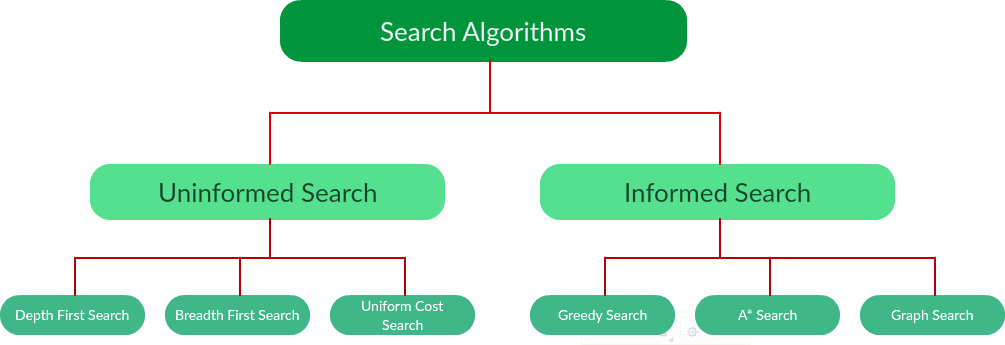 Search Algorithms
Uninformed Search
Informed Search
Depth First Search
Breadth First Search
Uniform Cost
Search
Greedy Search
A* Search
Graph Search